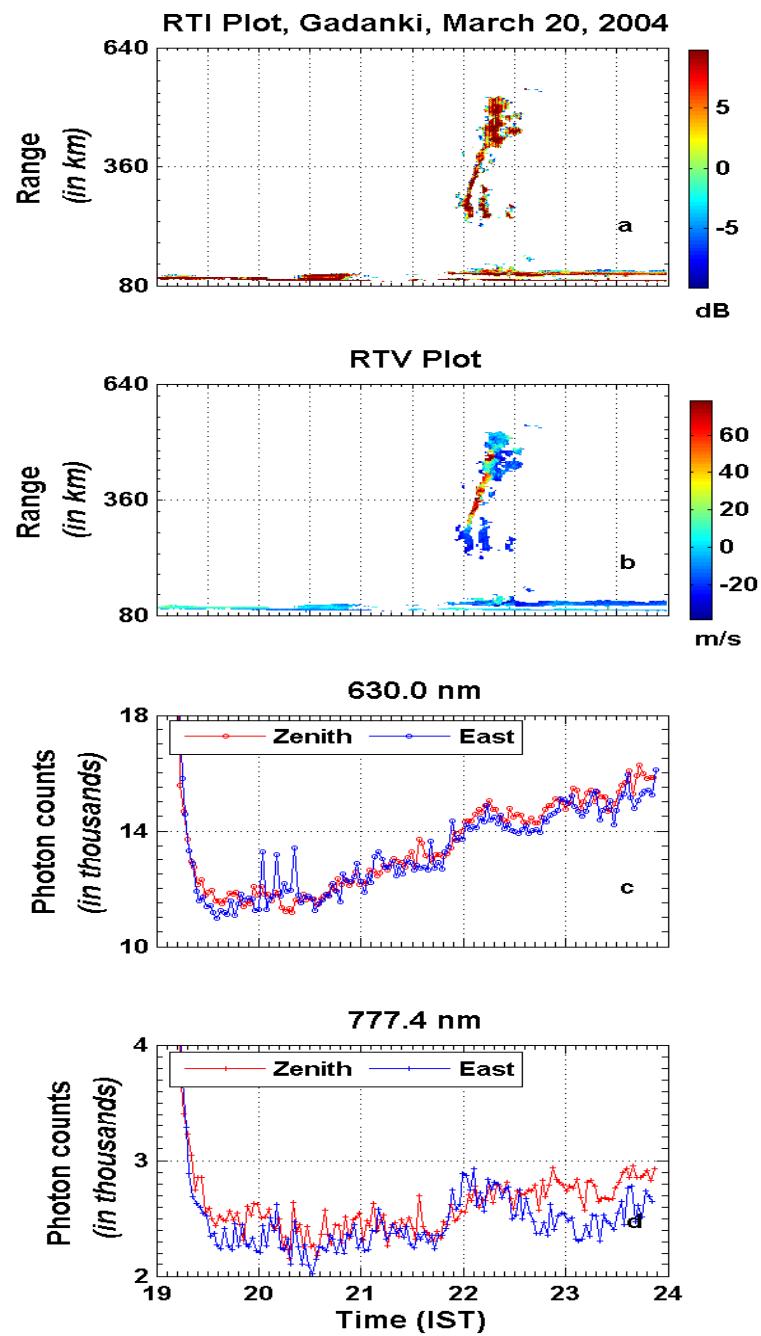 RTI Plot, Gadanki, March 20, 2004
640
360
80
Range
(in km)
a
5
0
-5
dB
RTV Plot
640
360
80
Range
(in km)
b
60
40
20
0
-20
m/s
630.0 nm
18
14
10
Photon counts
(in thousands)
Zenith
East
c
777.4 nm
4
3
2
Photon counts
(in thousands)
Zenith
East
d
19 20 21 22 23 24
Time (IST)